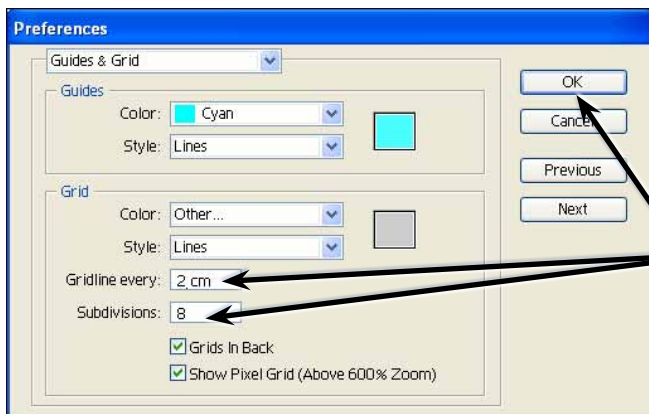 Preferences
Guides & Grid
Guides
Color: Cyan
Style: Lines
Grid
Color: Other...
Style: Lines
Gridline every: 2 cm
Subdivisions: 8
Grids In Back
Show Pixel Grid (Above 600% Zoom)
OK
Cancel
Previous
Next